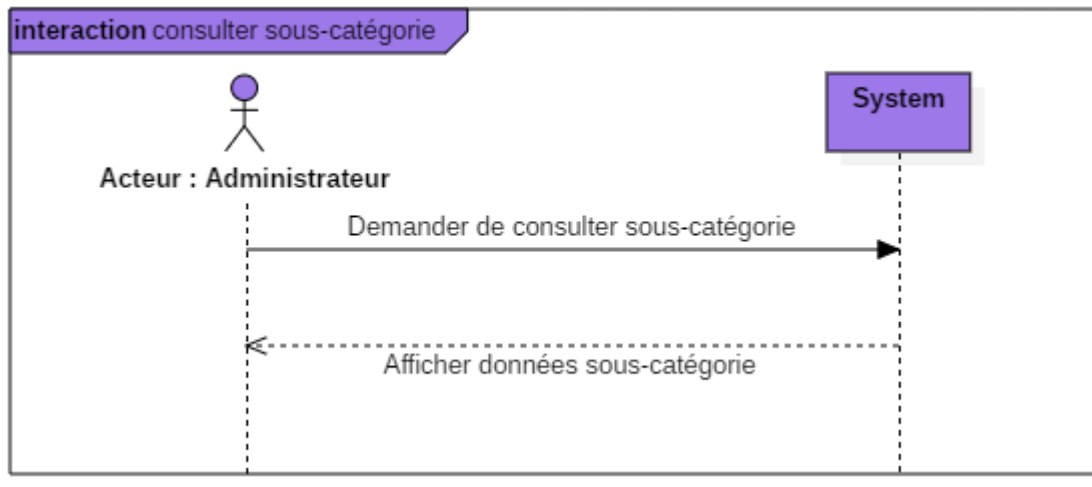 interaction consulter sous-catégorie
System
Acteur : Administrateur
Demander de consulter sous-catégorie
Afficher données sous-catégorie